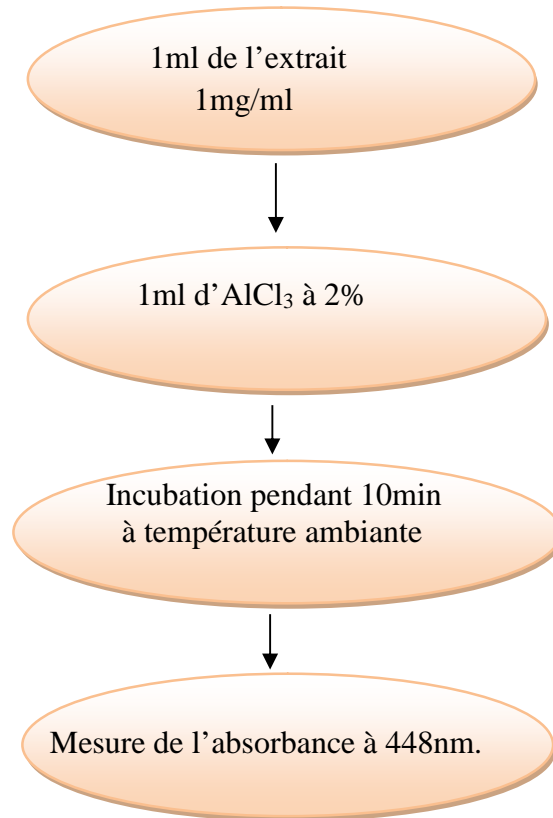 1ml de l’extrait
1mg/ml
1ml d’AlCl₃ à 2%
Incubation pendant 10min
à température ambiante
Mesure de l’absorbance à 448nm.